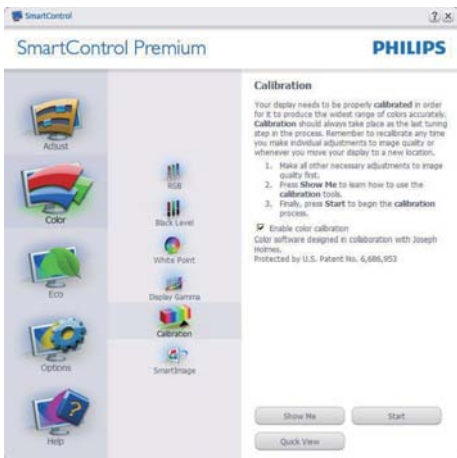 SmartControl
SmartControl Premium
PHILIPS
Adjust
Color
Eco
Options
Help
RGB
Black Level
White Point
Display Gamma
Calibration
SmartImage
Calibration
Your display needs to be properly calibrated in order
for it to produce the widest range of colors accurately.
Calibration should always take place as the last tuning
step in the process. Remember to recalibrate any time
you make individual adjustments to image quality or
whenever you move your display to a new location.
1. Make all other necessary adjustments to image
quality first.
2. Press Show Me to learn how to use the
calibration tools.
3. Finally, press Start to begin the calibration
process.
Enable color calibration
Color software designed in collaboration with Joseph
Holmes.
Protected by U.S. Patent No. 6,686,953
Show Me
Start
Quick View